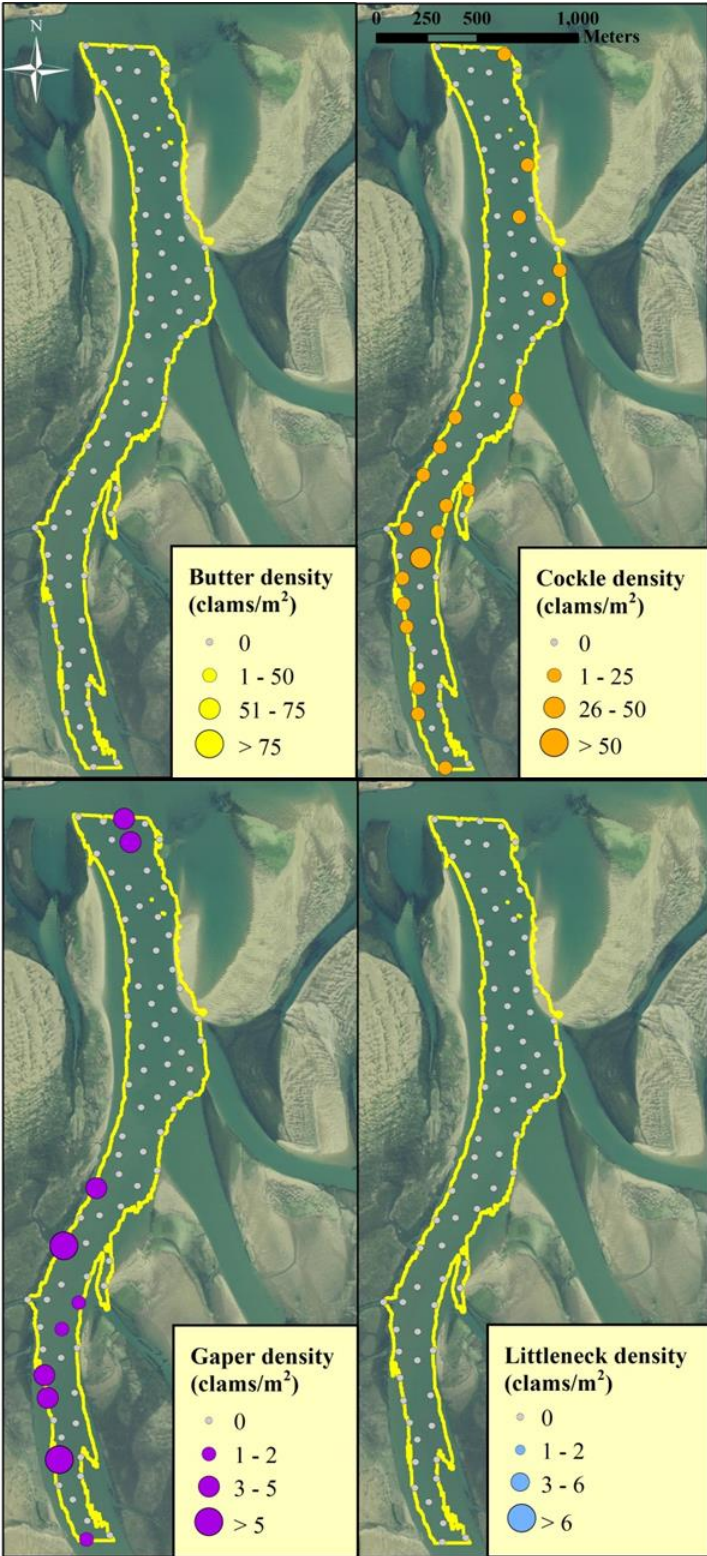 N
0 250 500 1,000
Meters
Butter density
(clams/m²)
0
1 - 50
51 - 75
> 75
Cockle density
(clams/m²)
0
1 - 25
26 - 50
> 50
Gaper density
(clams/m²)
0
1 - 2
3 - 5
> 5
Littleneck density
(clams/m²)
0
1 - 2
3 - 6
> 6